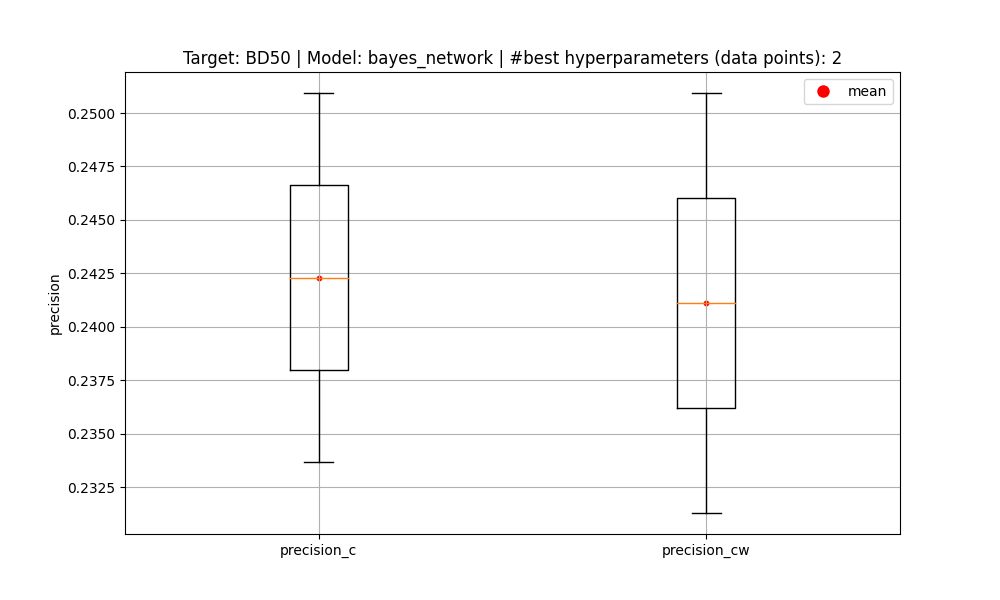 Target: BD50 | Model: bayes_network | #best hyperparameters (data points): 2
mean
0.2500
0.2475
0.2450
0.2425
0.2400
0.2375
0.2350
0.2325
precision
precision_c
precision_cw